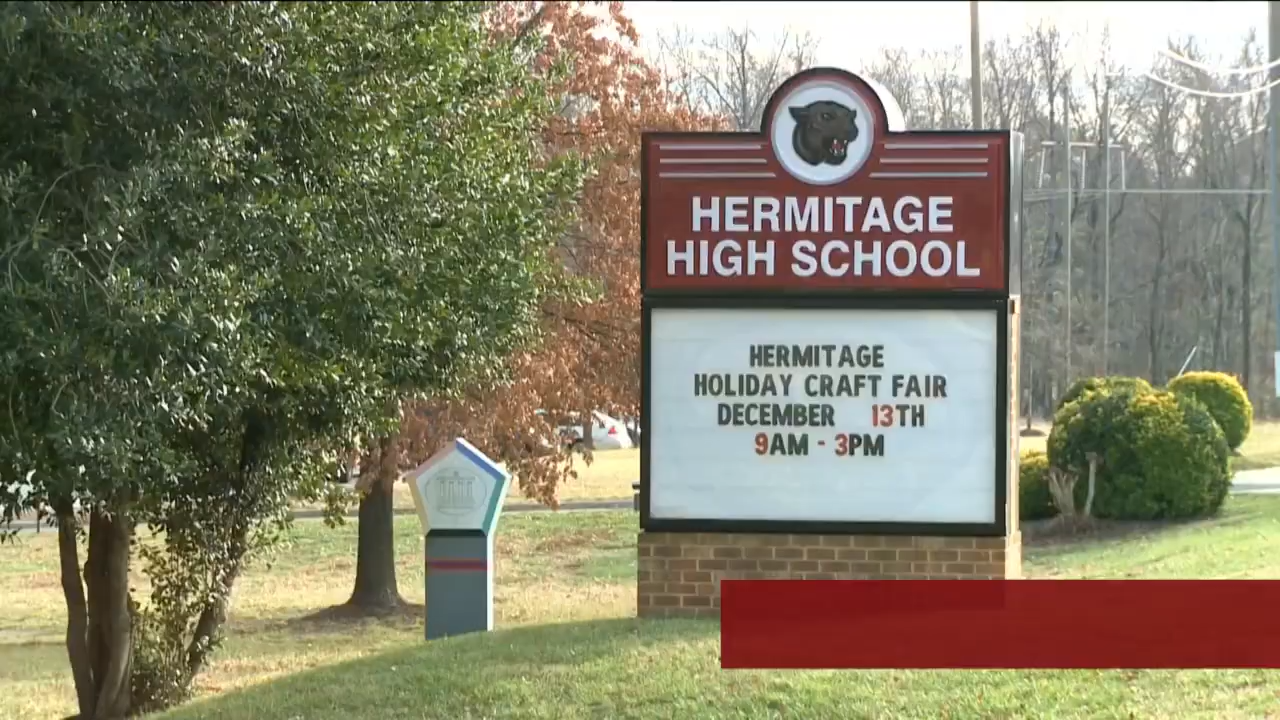 HERMITAGE
HIGH SCHOOL
HERMITAGE
HOLIDAY CRAFT FAIR
DECEMBER 13TH
9AM - 3PM